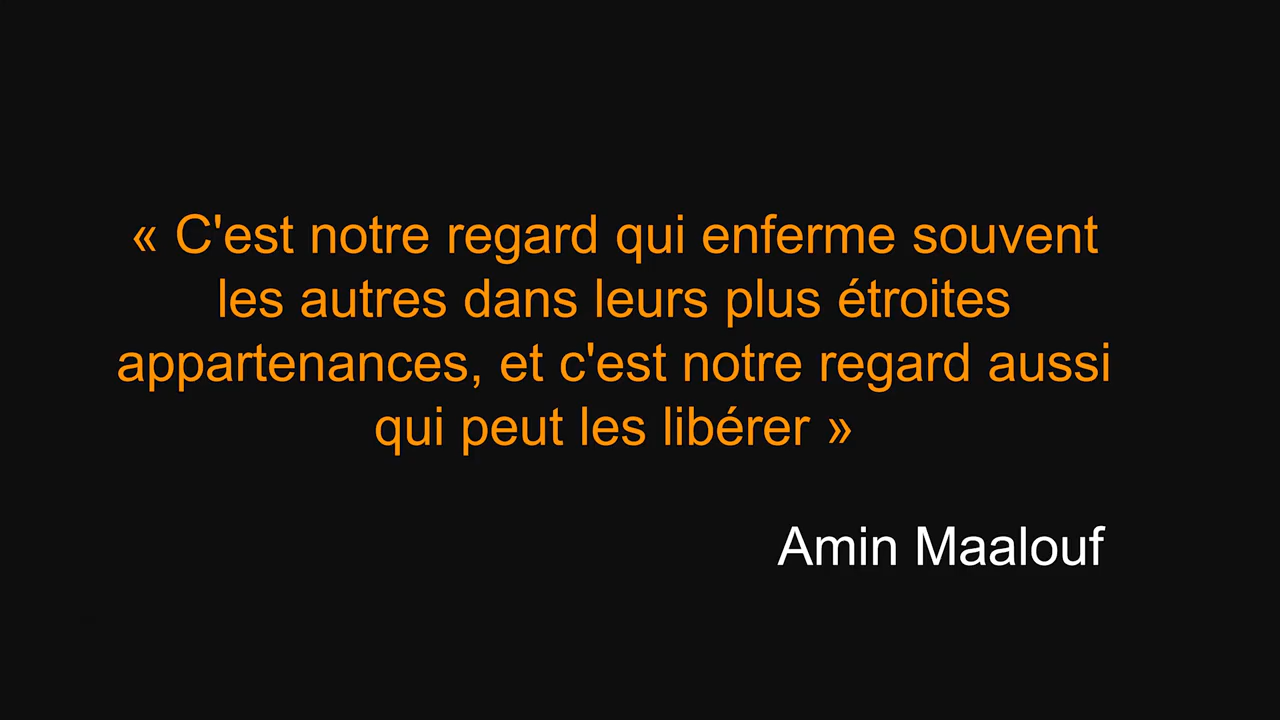 « C'est notre regard qui enferme souvent
les autres dans leurs plus étroites
appartenances, et c'est notre regard aussi
qui peut les libérer »
Amin Maalouf